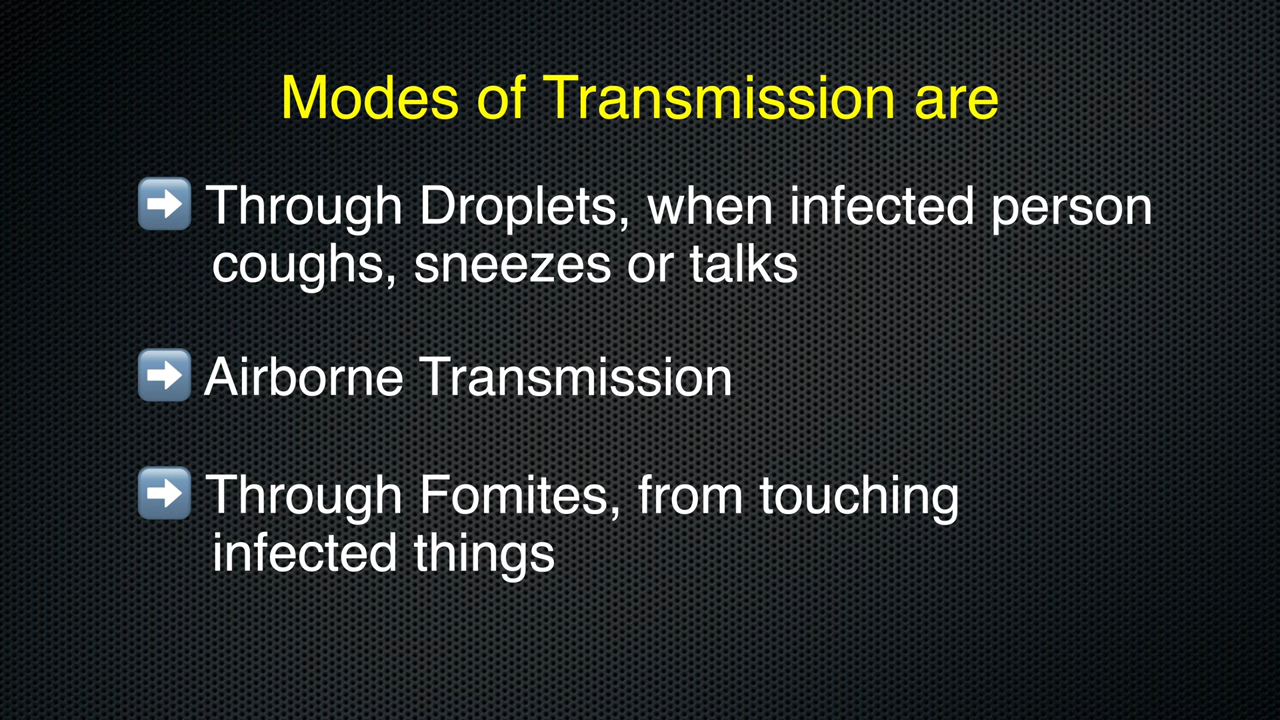 Modes of Transmission are
➡ Through Droplets, when infected person
coughs, sneezes or talks
➡ Airborne Transmission
➡ Through Fomites, from touching
infected things